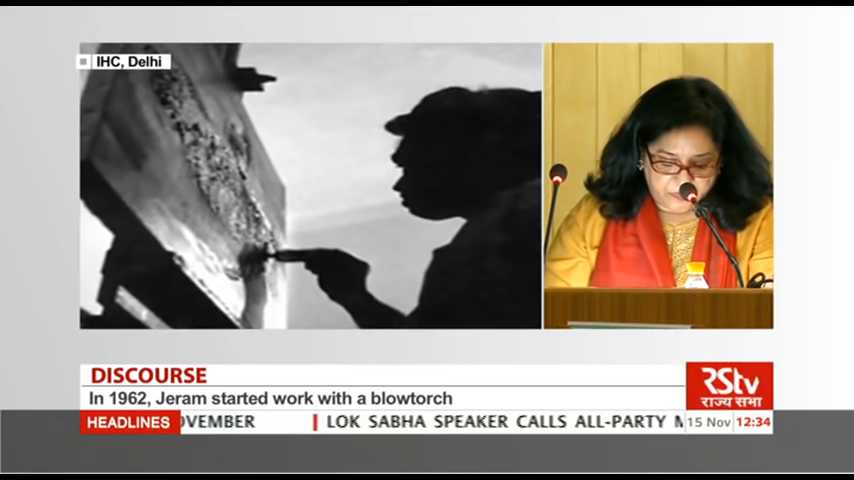 IHC, Delhi
DISCOURSE
In 1962, Jeram started work with a blowtorch
RStv
राज्य सभा
HEADLINES
OVEMBER
LOK SABHA SPEAKER CALLS ALL-PARTY M
15 Nov
12:34